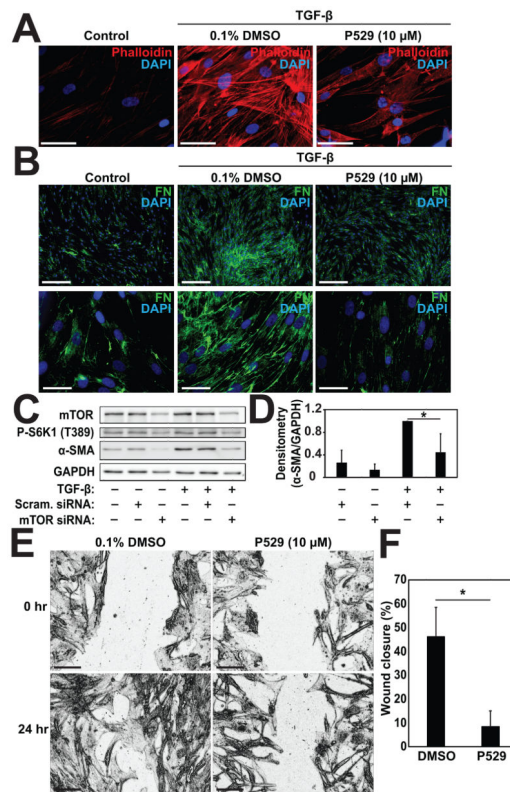 A
TGF-β
Control
0.1% DMSO
P529 (10 μM)
Phalloidin
DAPI
Phalloidin
DAPI
Phalloidin
DAPI
B
TGF-β
Control
0.1% DMSO
P529 (10 μM)
FN
DAPI
FN
DAPI
FN
DAPI
FN
DAPI
FN
DAPI
FN
DAPI
C
mTOR
P-S6K1 (T389)
α-SMA
GAPDH
TGF-β: – – – + + +
Scram. siRNA: – + – – + –
mTOR siRNA: – – + – – +
D
Densitometry
(α-SMA/GAPDH)
1.2
0.8
0.4
0
*
– – + +
+ – + –
– + – +
E
0.1% DMSO
P529 (10 μM)
0 hr
24 hr
F
Wound closure (%)
70
60
50
40
30
20
10
0
*
DMSO
P529